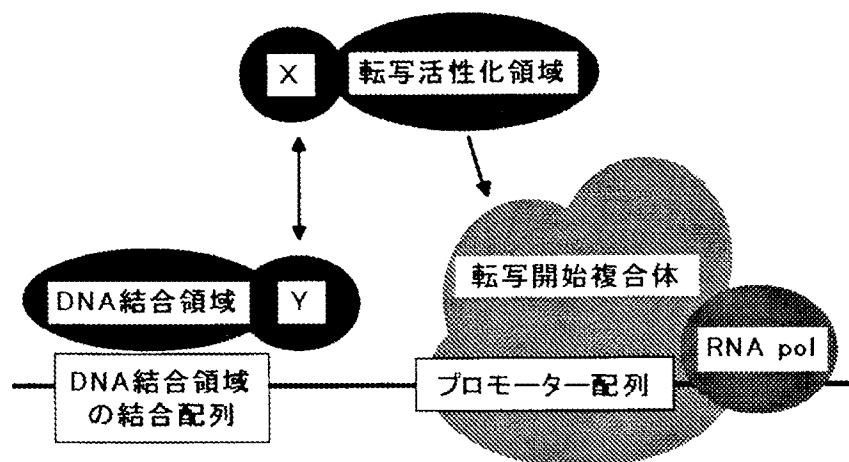 X
転写活性化領域
DNA結合領域
Y
転写開始複合体
RNA pol
DNA結合領域
の結合配列
プロモーター配列